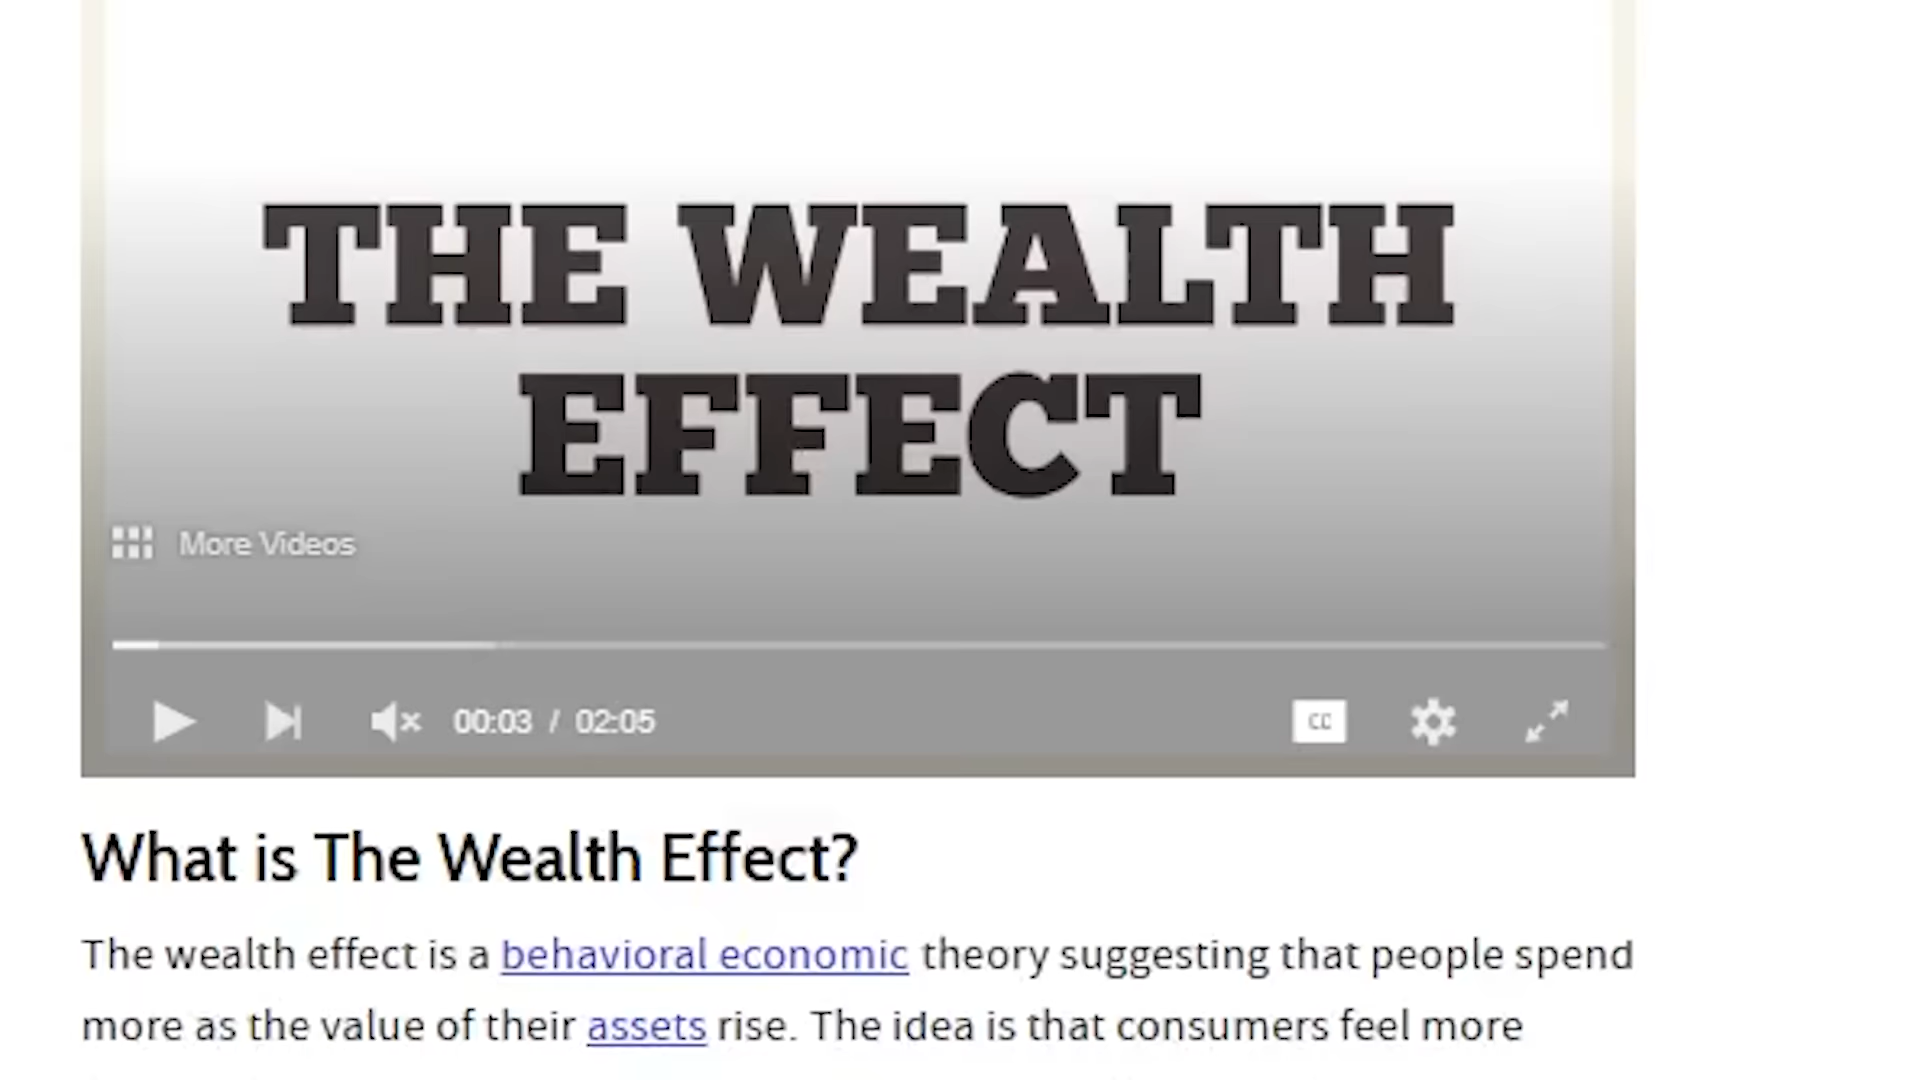 THE WEALTH
EFFECT
More Videos
00:03 / 02:05
CC
What is The Wealth Effect?
The wealth effect is a behavioral economic theory suggesting that people spend
more as the value of their assets rise. The idea is that consumers feel more